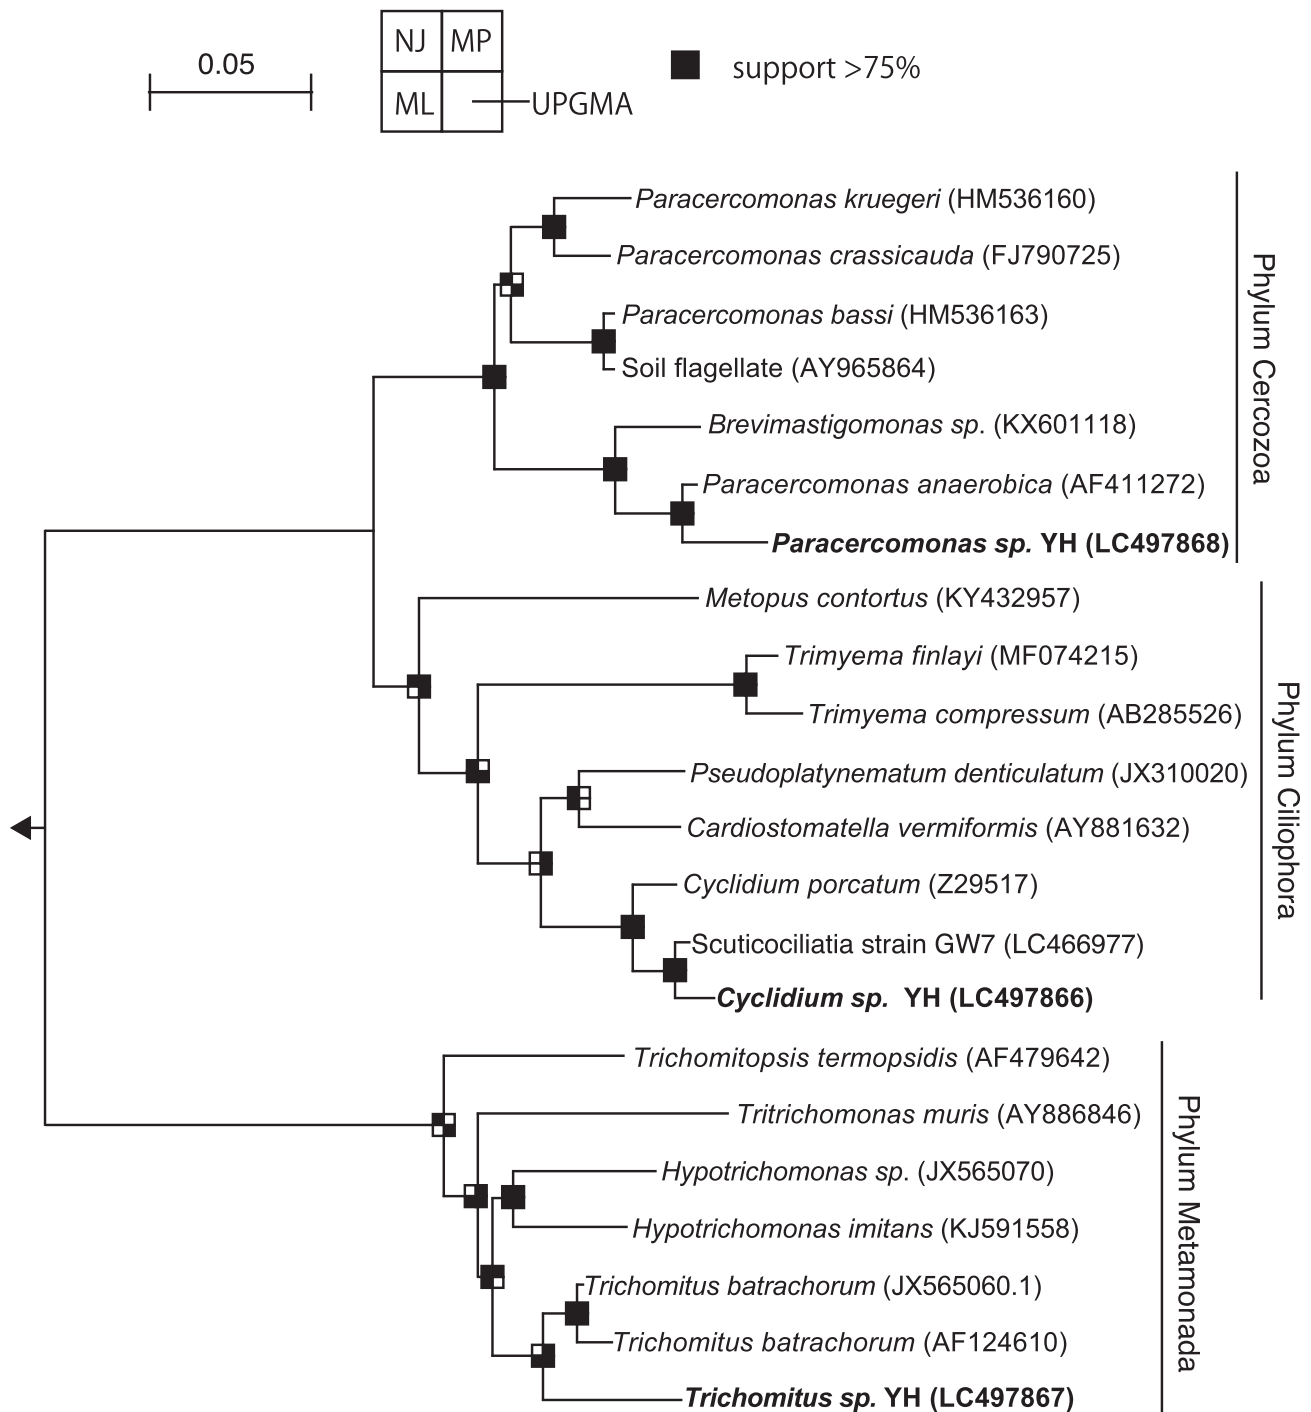 0.05
NJ MP
ML UPGMA
support >75%
Paracercomonas kruegeri (HM536160)
Paracercomonas crassicauda (FJ790725)
Paracercomonas bassi (HM536163)
Soil flagellate (AY965864)
Brevimastigomonas sp. (KX601118)
Paracercomonas anaerobica (AF411272)
Paracercomonas sp. YH (LC497868)
Phylum Cercozoa
Metopus contortus (KY432957)
Trimyema finlayi (MF074215)
Trimyema compressum (AB285526)
Pseudoplatynematum denticulatum (JX310020)
Cardiostomatella vermiformis (AY881632)
Cyclidium porcatum (Z29517)
Scuticociliatia strain GW7 (LC466977)
Cyclidium sp. YH (LC497866)
Phylum Ciliophora
Trichomitopsis termopsidis (AF479642)
Tritrichomonas muris (AY886846)
Hypotrichomonas sp. (JX565070)
Hypotrichomonas imitans (KJ591558)
Trichomitus batrachorum (JX565060.1)
Trichomitus batrachorum (AF124610)
Trichomitus sp. YH (LC497867)
Phylum Metamonada